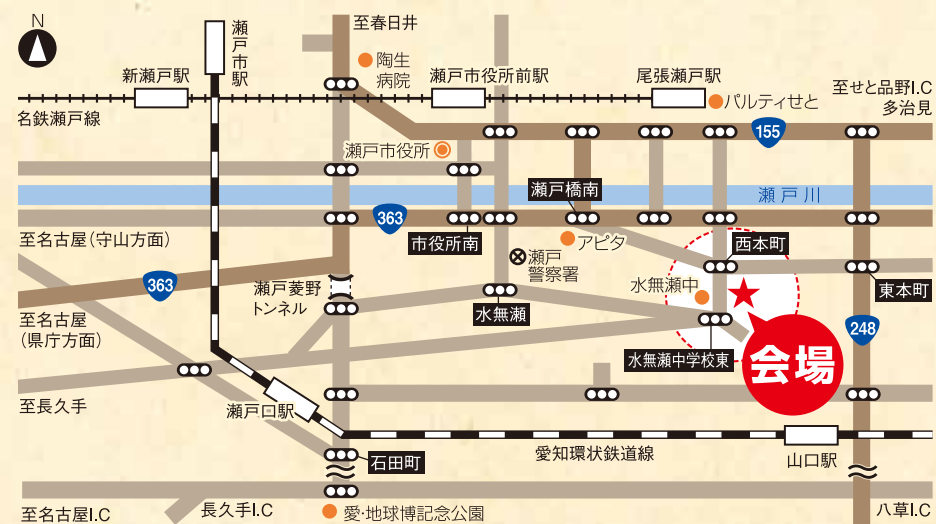 N
瀬戸市駅
至春日井
陶生
病院
新瀬戸駅
瀬戸市役所前駅
尾張瀬戸駅
至せと品野I.C
多治見
パルティせと
名鉄瀬戸線
155
瀬戸市役所
瀬戸橋南
瀬戸川
363
至名古屋(守山方面)
市役所南
アピタ
西本町
瀬戸
警察署
363
瀬戸菱野
トンネル
水無瀬中
東本町
水無瀬
至名古屋
(県庁方面)
248
水無瀬中学校東
会場
至長久手
瀬戸口駅
愛知環状鉄道線
山口駅
石田町
至名古屋I.C
長久手I.C
愛・地球博記念公園
八草I.C